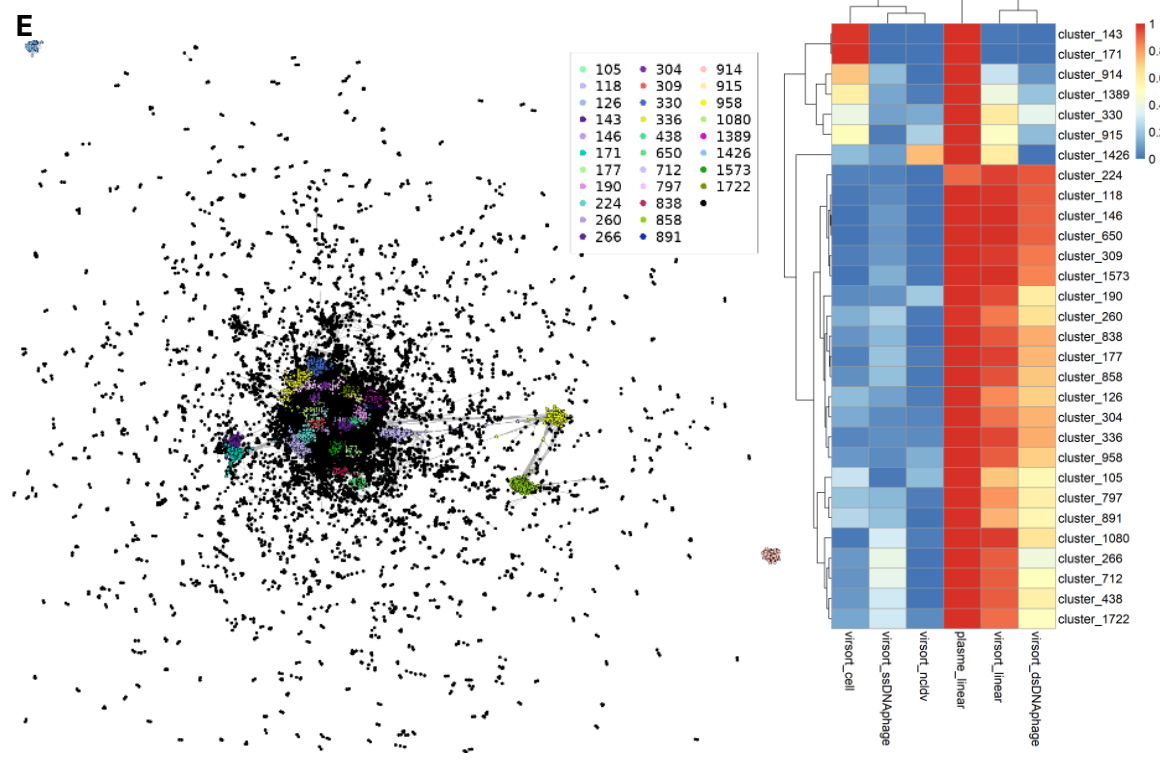 E
105 304 914
118 309 915
126 330 958
143 336 1080
146 438 1389
171 650 1426
177 712 1573
190 797 1722
224 838
260 858
266 891
cluster_143
cluster_171
cluster_914
cluster_1389
cluster_330
cluster_915
cluster_1426
cluster_224
cluster_118
cluster_146
cluster_650
cluster_309
cluster_1573
cluster_190
cluster_260
cluster_838
cluster_177
cluster_858
cluster_126
cluster_304
cluster_336
cluster_958
cluster_105
cluster_797
cluster_891
cluster_1080
cluster_266
cluster_712
cluster_438
cluster_1722
1
0
virsort_cell
virsort_ssDNAphage
virsort_ncldv
plasme_linear
virsort_linear
virsort_dsDNAphage